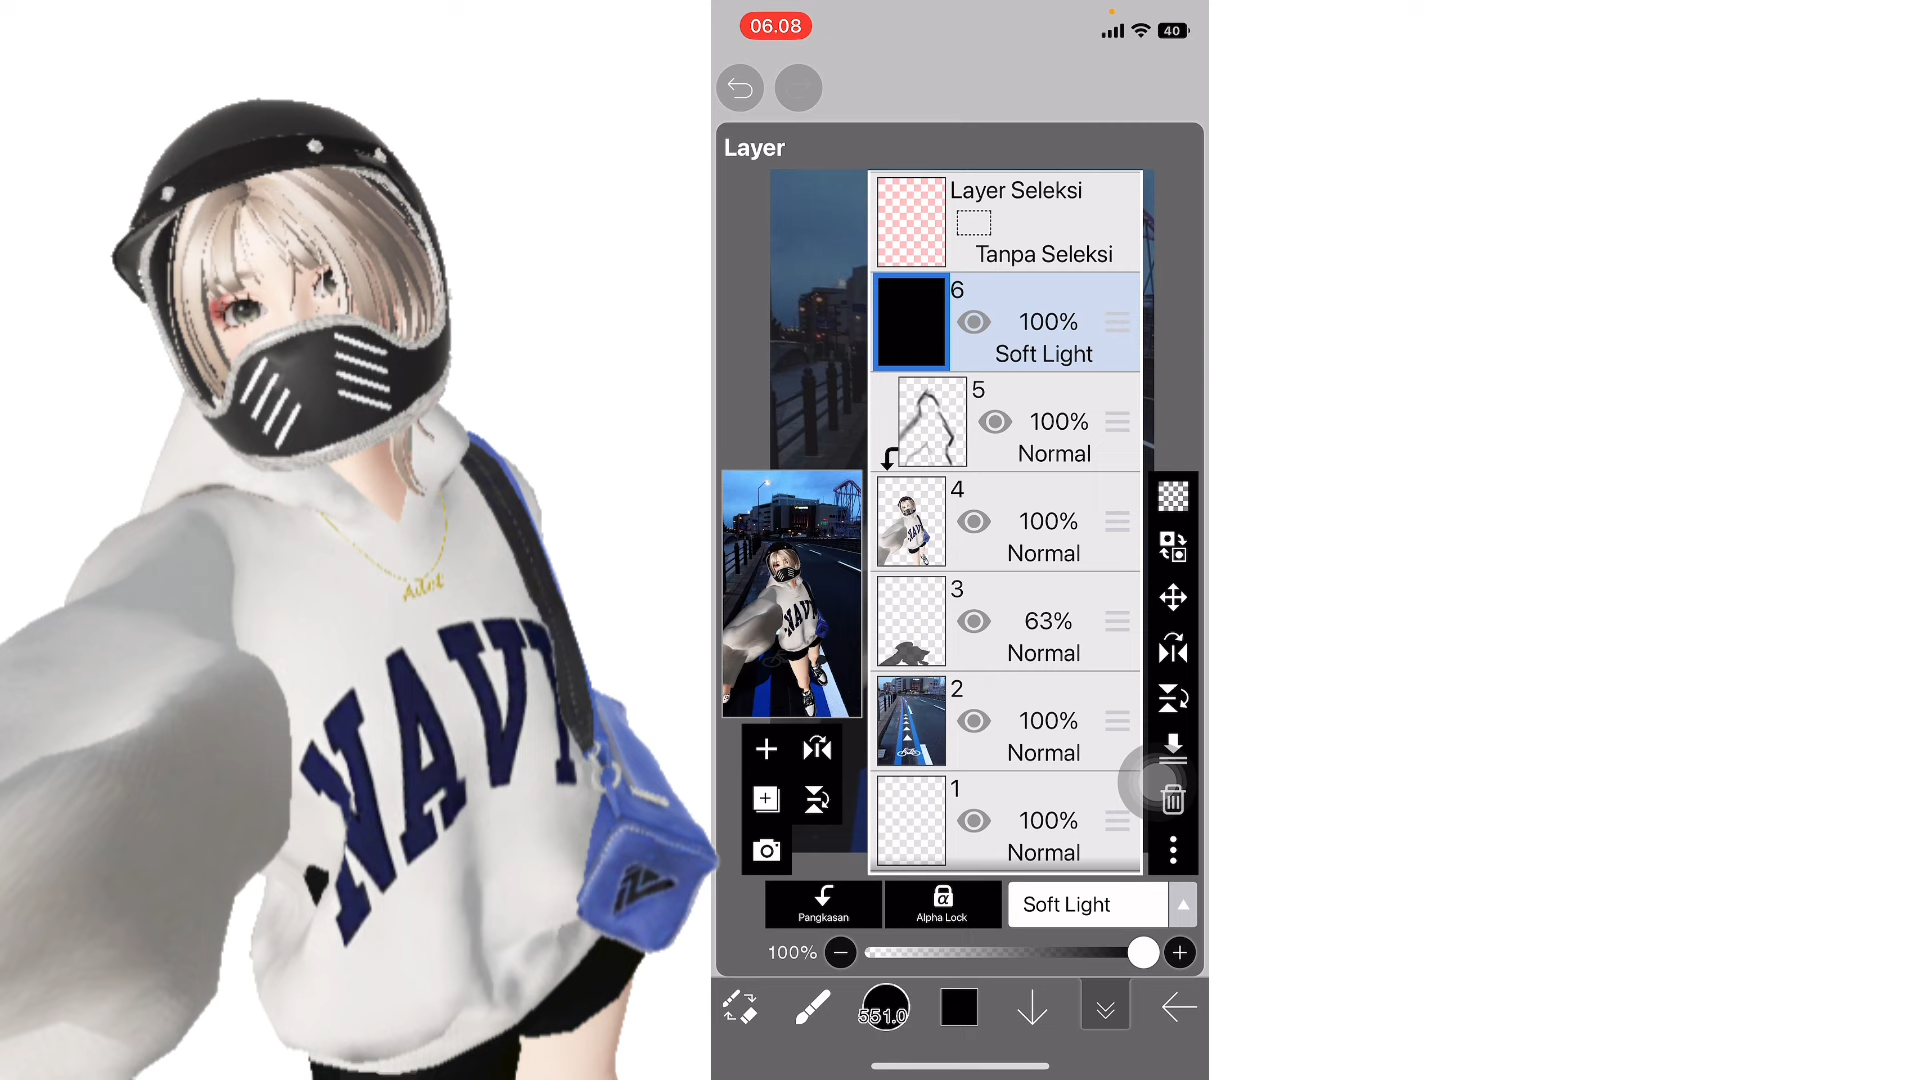 06.08
40
Layer
Layer Seleksi
Tanpa Seleksi
6
100%
Soft Light
5
100%
Normal
4
100%
Normal
3
63%
Normal
2
100%
Normal
1
100%
Normal
Pangkasan
Alpha Lock
Soft Light
100%
551.0
NAVY